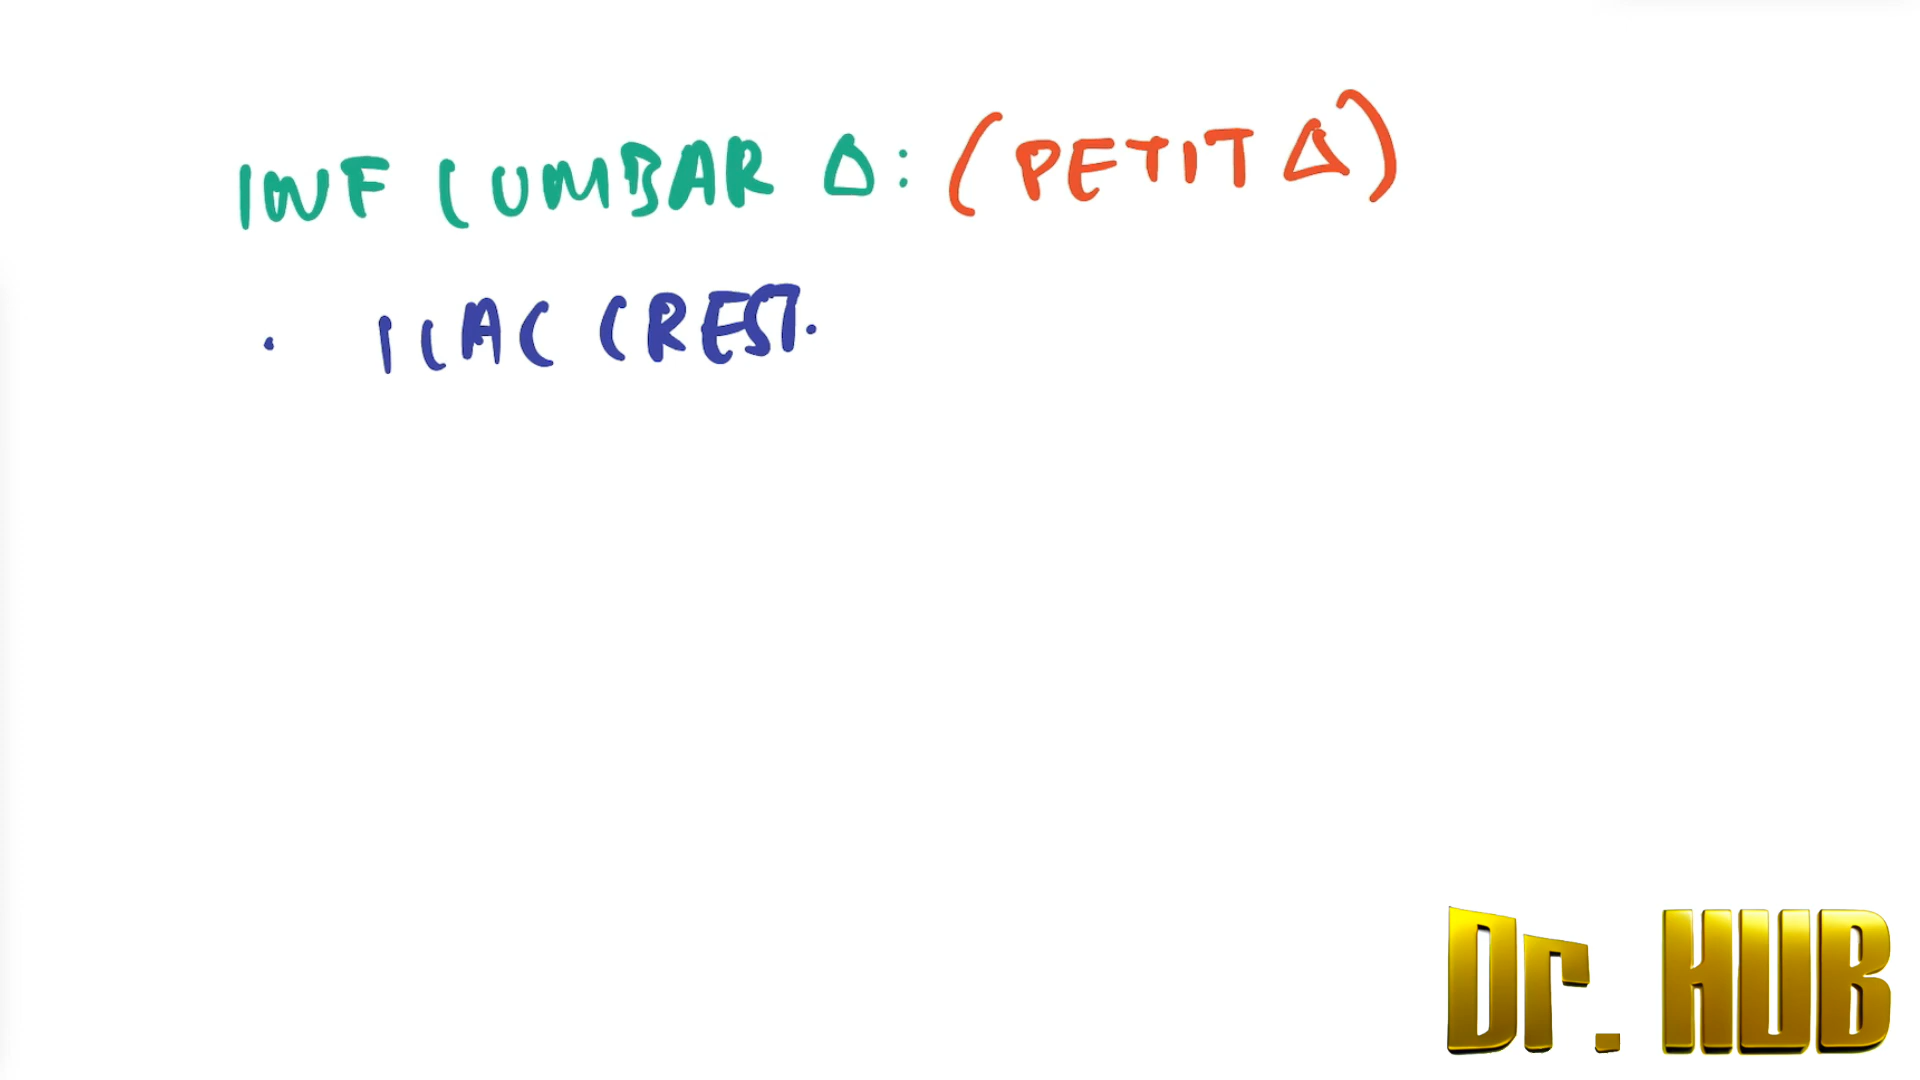 INF LUMBAR Δ: (PETIT Δ)
· ILAC CREST.
Dr. HUB